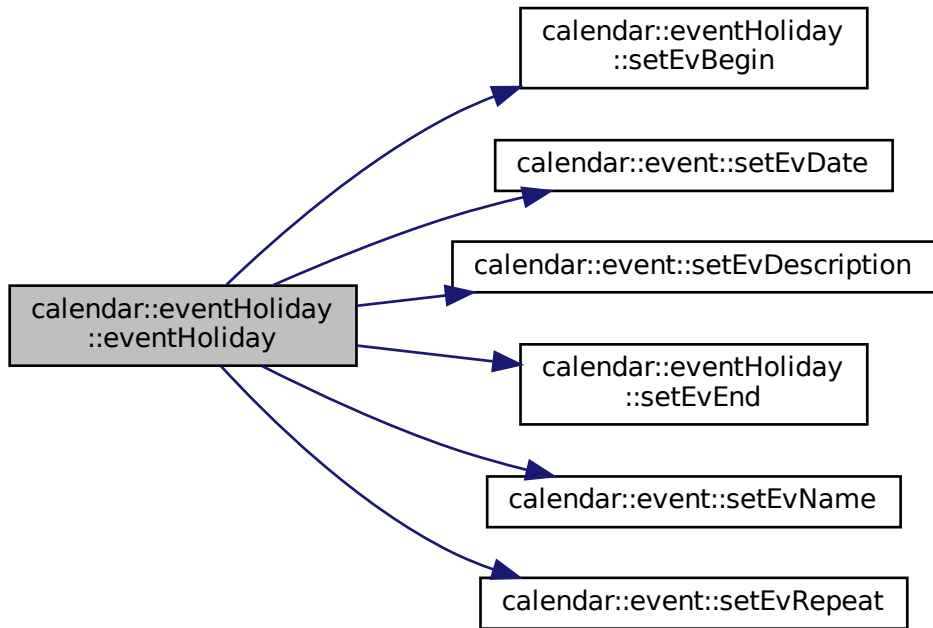 calendar::eventHoliday
::eventHoliday
calendar::eventHoliday
::setEvBegin
calendar::event::setEvDate
calendar::event::setEvDescription
calendar::eventHoliday
::setEvEnd
calendar::event::setEvName
calendar::event::setEvRepeat